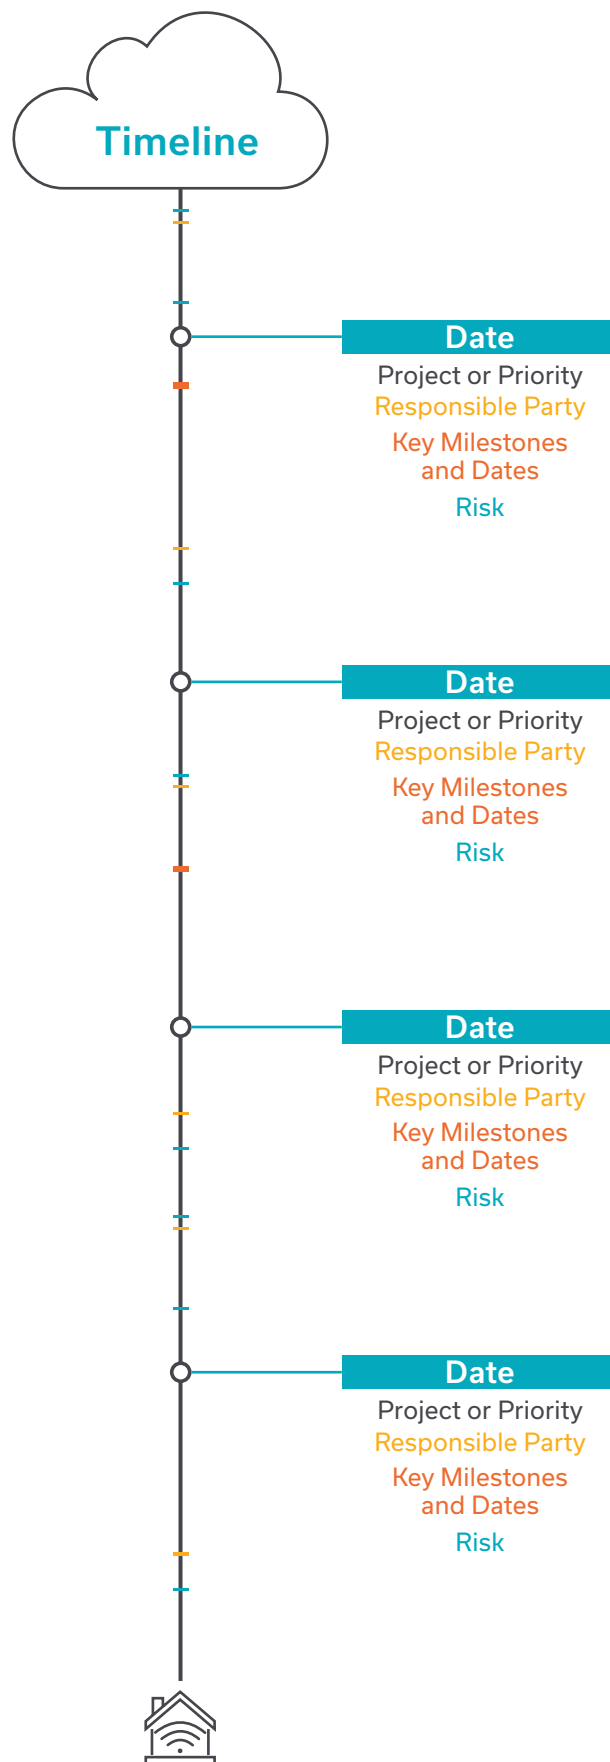 Timeline
Date
Project or Priority
Responsible Party
Key Milestones
and Dates
Risk
Date
Project or Priority
Responsible Party
Key Milestones
and Dates
Risk
Date
Project or Priority
Responsible Party
Key Milestones
and Dates
Risk
Date
Project or Priority
Responsible Party
Key Milestones
and Dates
Risk